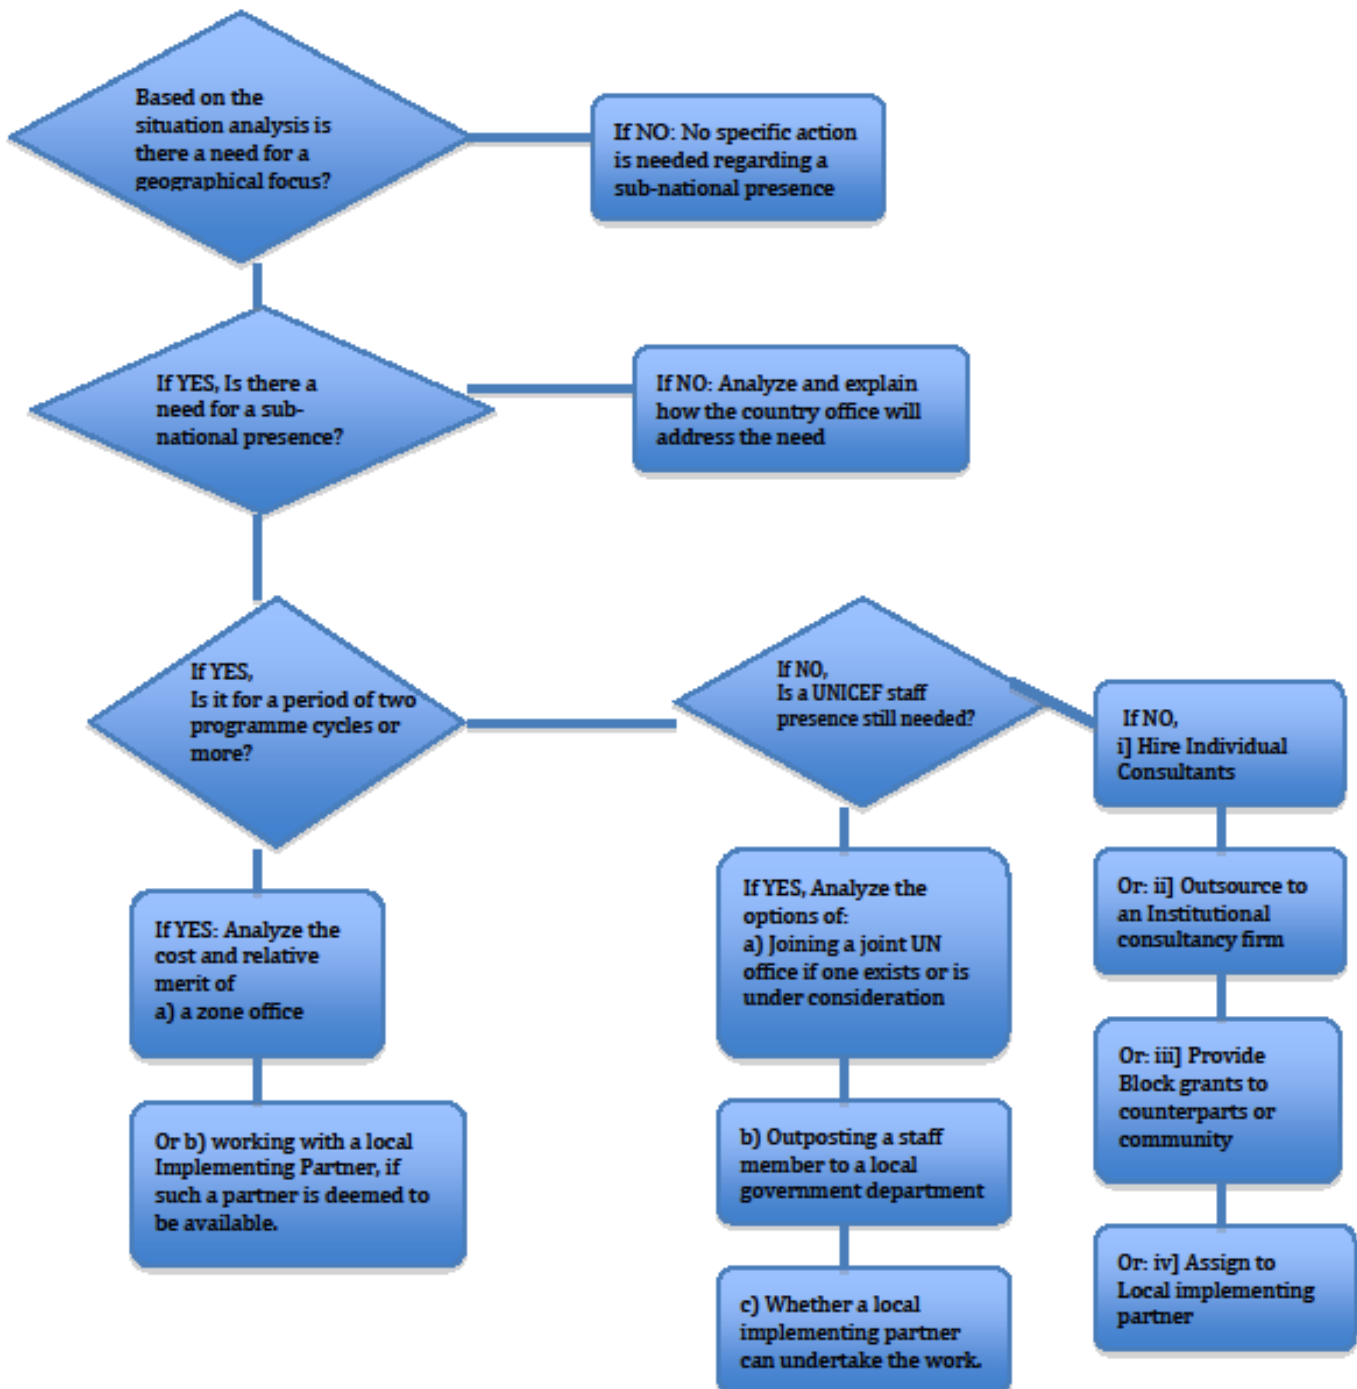 Based on the
situation analysis is
there a need for a
geographical focus?
If NO: No specific action
is needed regarding a
sub-national presence
If YES, Is there a
need for a sub-
national presence?
If NO: Analyze and explain
how the country office will
address the need
If YES,
Is it for a period of two
programme cycles or
more?
If NO,
Is a UNICEF staff
presence still needed?
If NO,
i] Hire Individual
Consultants
If YES: Analyze the
cost and relative
merit of
a) a zone office
Or b) working with a local
Implementing Partner, if
such a partner is deemed to
be available.
If YES, Analyze the
options of:
a) Joining a joint UN
office if one exists or is
under consideration
b) Outposting a staff
member to a local
government department
c) Whether a local
implementing partner
can undertake the work.
Or: ii] Outsource to
an Institutional
consultancy firm
Or: iii] Provide
Block grants to
counterparts or
community
Or: iv] Assign to
Local implementing
partner